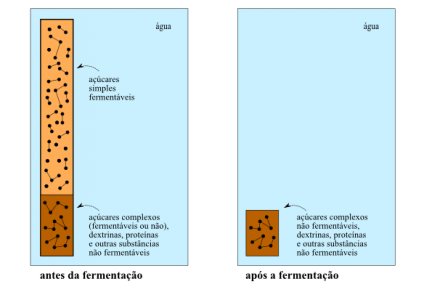 água
açúcares
simples
fermentáveis
açúcares complexos
(fermentáveis ou não),
dextrinas, proteínas
e outras substâncias
não fermentáveis
antes da fermentação
água
açúcares complexos
não fermentáveis,
dextrinas, proteínas
e outras substâncias
não fermentáveis
após a fermentação